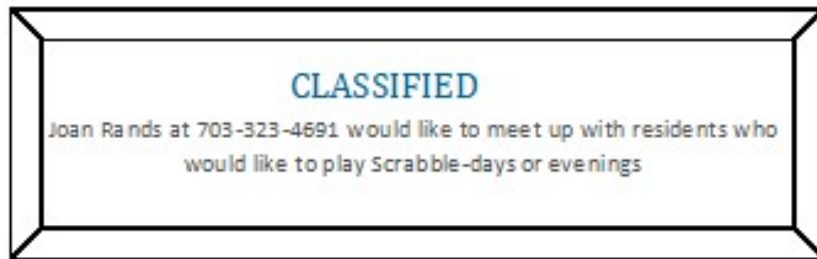 CLASSIFIED
Joan Rands at 703-323-4691 would like to meet up with residents who
would like to play Scrabble-days or evenings